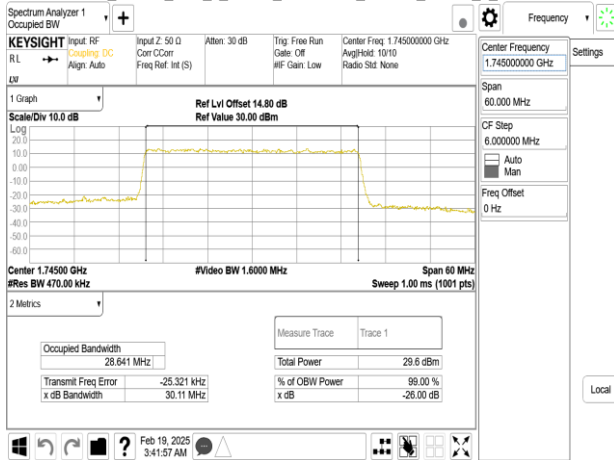 Spectrum Analyzer 1
Occupied BW
+
Frequency
KEYSIGHT
Input: RF
Input Z: 50 Ω
Atten: 30 dB
Trig: Free Run
Center Freq: 1.745000000 GHz
RL
Coupling: DC
Corr CCorr
Gate: Off
Avg|Hold: 10/10
Align: Auto
Freq Ref: Int (S)
#IF Gain: Low
Radio Std: None
LXI
Center Frequency
1.745000000 GHz
Settings
Span
60.000 MHz
CF Step
6.000000 MHz
Auto
Man
Freq Offset
0 Hz
Local
1 Graph
Ref Lvl Offset 14.80 dB
Scale/Div 10.0 dB
Ref Value 30.00 dBm
Log
20.0
10.0
0.00
-10.0
-20.0
-30.0
-40.0
-50.0
-60.0
Center 1.74500 GHz
#Video BW 1.6000 MHz
Span 60 MHz
#Res BW 470.00 kHz
Sweep 1.00 ms (1001 pts)
2 Metrics
Measure Trace
Trace 1
Occupied Bandwidth
28.641 MHz
Total Power
29.6 dBm
Transmit Freq Error
-25.321 kHz
% of OBW Power
99.00 %
x dB Bandwidth
30.11 MHz
x dB
-26.00 dB
?
Feb 19, 2025
3:41:57 AM